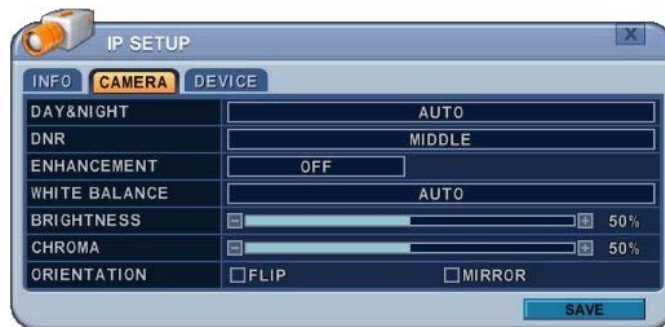 IP SETUP
X
INFO CAMERA DEVICE
DAY&NIGHT AUTO
DNR MIDDLE
ENHANCEMENT OFF
WHITE BALANCE AUTO
BRIGHTNESS 50%
CHROMA 50%
ORIENTATION FLIP MIRROR
SAVE